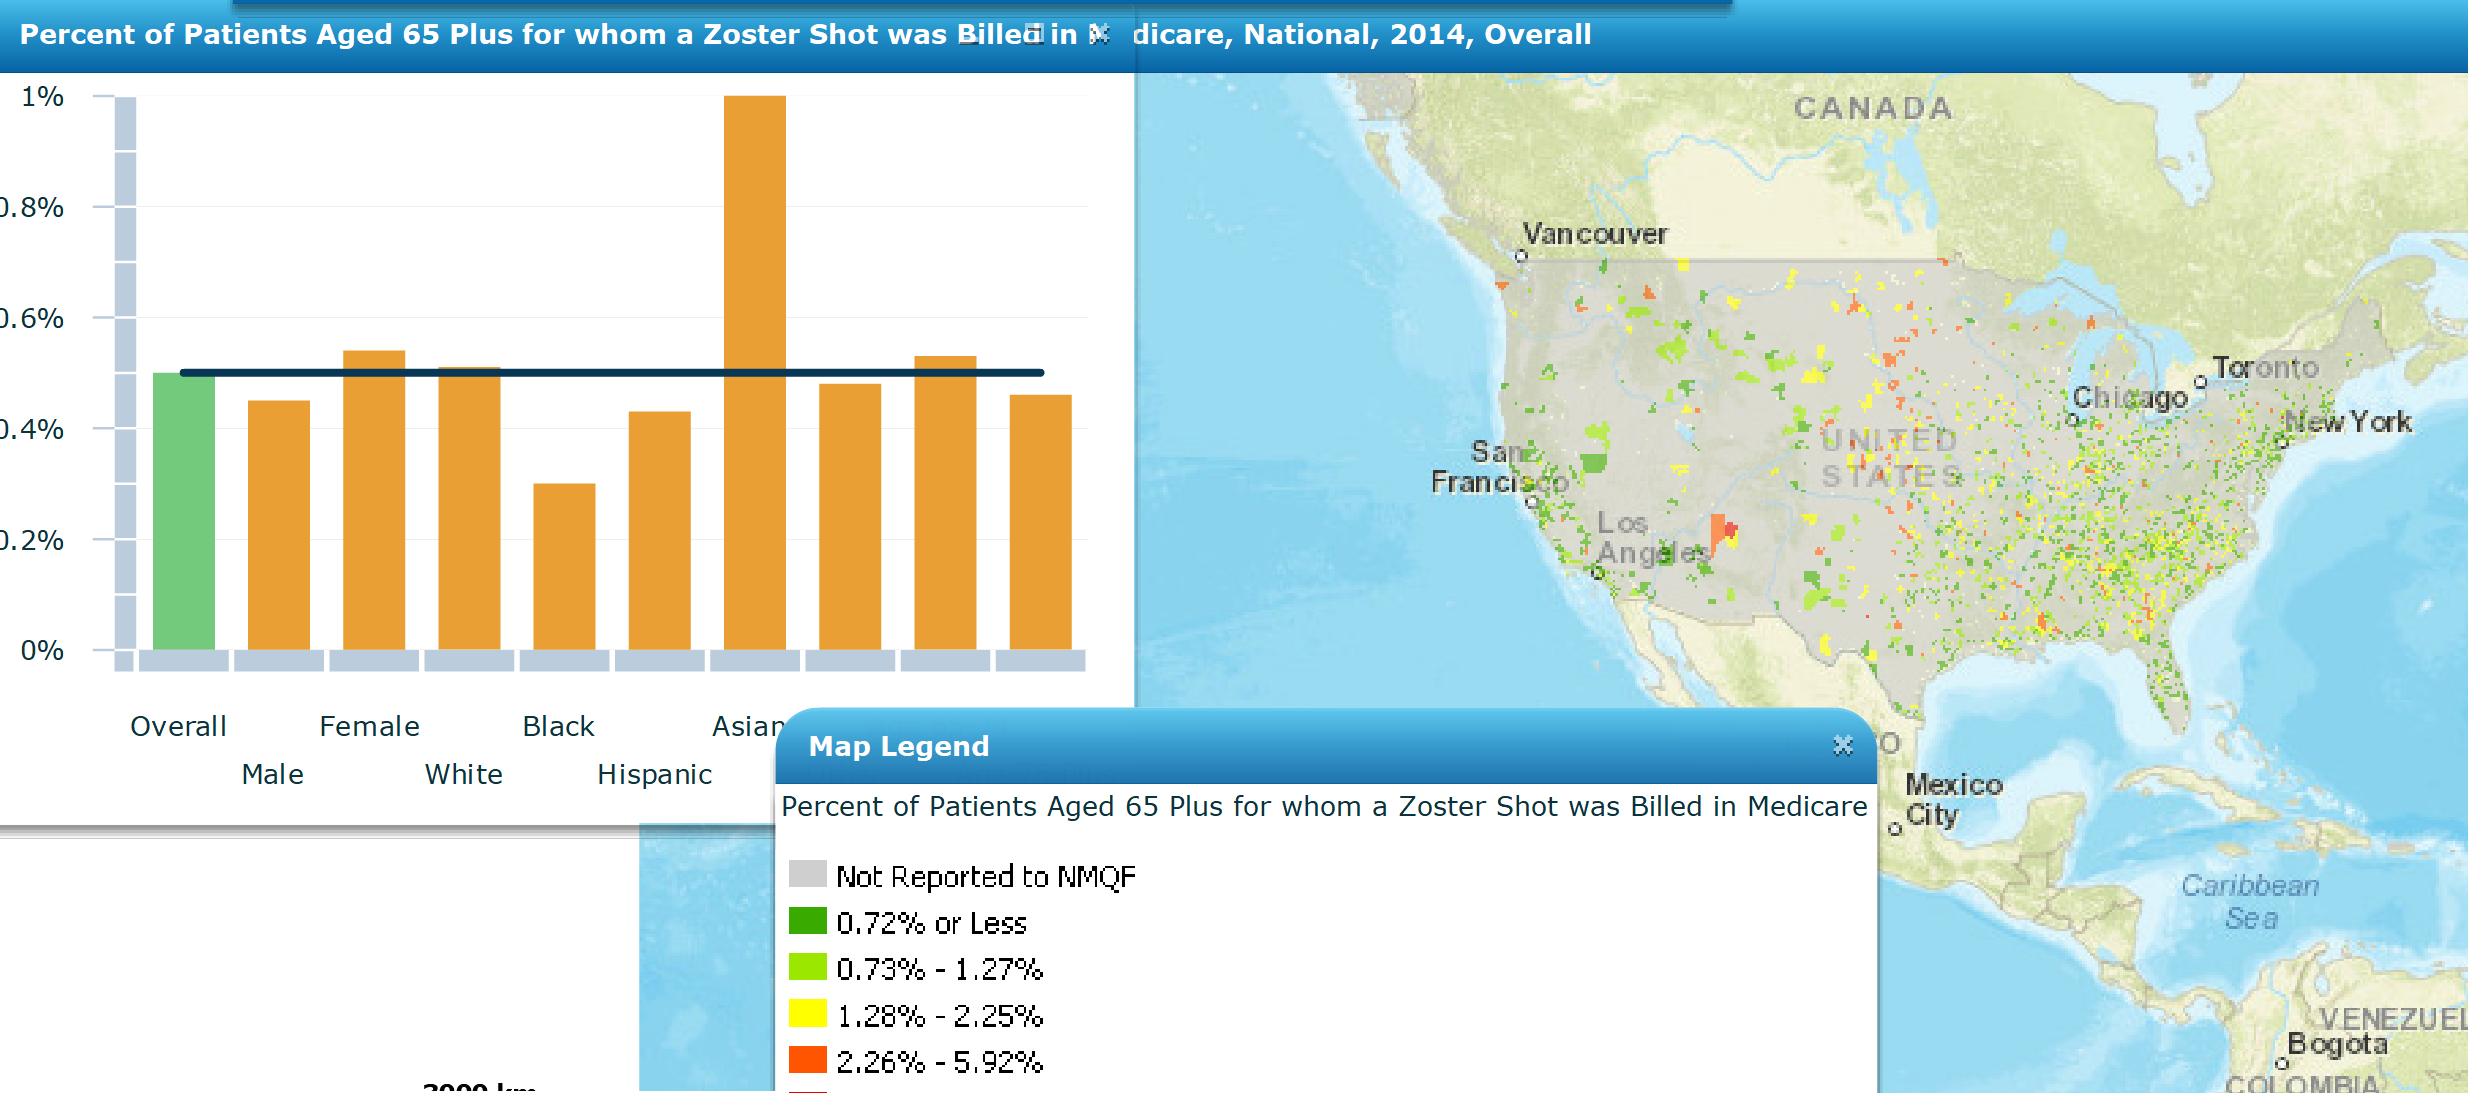 Percent of Patients Aged 65 Plus for whom a Zoster Shot was Billed in Medicare, National, 2014, Overall
1%
0.8%
0.6%
0.4%
0.2%
0%
Overall
Female
Black
Asian
Male
White
Hispanic
CANADA
Vancouver
Toronto
Chicago
New York
UNITED
STATES
San
Francisco
Los
Angeles
Mexico
City
Caribbean
Sea
VENEZUEL
Bogota
COLOMBIA
Map Legend
Percent of Patients Aged 65 Plus for whom a Zoster Shot was Billed in Medicare
Not Reported to NMQF
0.72% or Less
0.73% - 1.27%
1.28% - 2.25%
2.26% - 5.92%